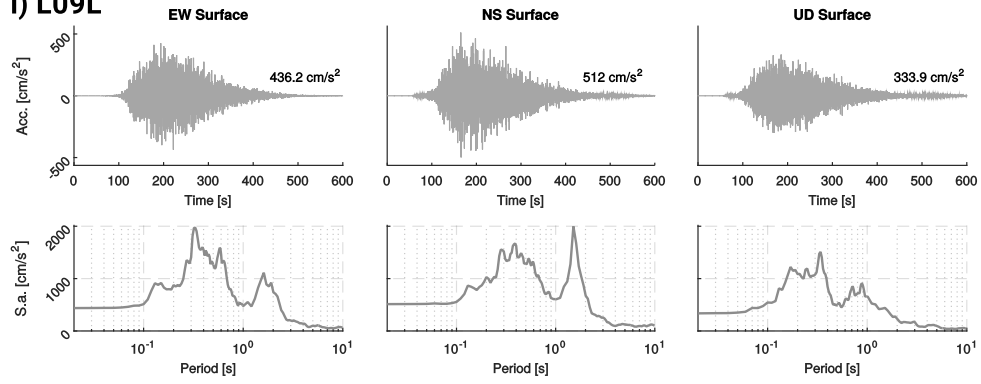 i) L09L
EW Surface NS Surface UD Surface
Acc. [cm/s²]
500
0
-500
436.2 cm/s² 512 cm/s² 333.9 cm/s²
0 100 200 300 400 500 600 0 100 200 300 400 500 600 0 100 200 300 400 500 600
Time [s] Time [s] Time [s]
S.a. [cm/s²]
2000
1000
0
10⁻¹ 10⁰ 10¹ 10⁻¹ 10⁰ 10¹ 10⁻¹ 10⁰ 10¹
Period [s] Period [s] Period [s]